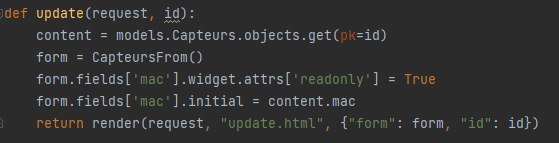 def update(request, id):
    content = models.Capteurs.objects.get(pk=id)
    form = CapteursFrom()
    form.fields['mac'].widget.attrs['readonly'] = True
    form.fields['mac'].initial = content.mac
    return render(request, "update.html", {"form": form, "id": id})